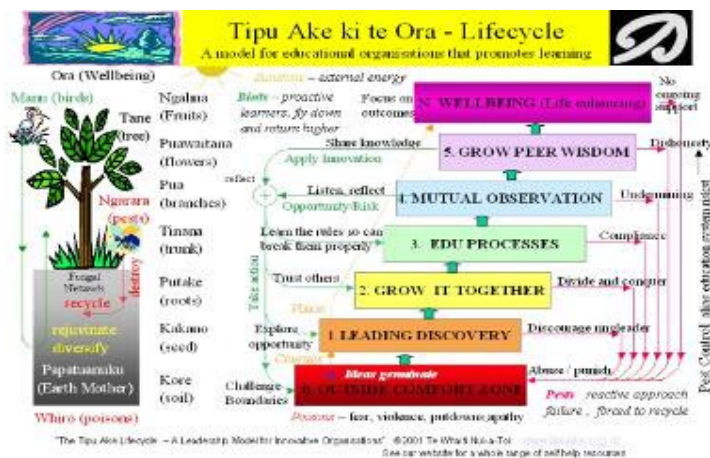 Tipu Ake ki te Ora - Lifecycle
A model for educational organisations that promotes learning
Ora (Wellbeing)
Manu (birds)
Tane
(tree)
Ngarara
(pests)
destroy
Fungal
Network
recycle
rejuvenate
diversify
Papatuanuku
(Earth Mother)
Whiro (poisons)
(Fruits)
Puawaitanga
(flowers)
Pua
(branches)
Tinana
(trunk)
Putake
(roots)
Kakano
(seed)
Kore
(soil)
Sunshine – external energy
Birds – proactive
learners, fly down
and return higher
Focus on
outcomes
Share knowledge
Apply Innovation
reflect
Listen, reflect
Opportunity/Risk
Learn the rules so can
break them properly
Trust others
Take action
Explore
opportunity
Courage
Challenge
Boundaries
WELLBEING (Life enhancing)
5. GROW PEER WISDOM
4. MUTUAL OBSERVATION
3. EDU PROCESSES
2. GROW IT TOGETHER
1. LEADING DISCOVERY
Ideas germinate
0. OUTSIDE COMFORT ZONE
Poisons – fear, violence, putdowns, apathy
No
ongoing
support
Dishonesty
Undermining
Compliance
Divide and conquer
Discourage ringleader
Abuse / punish
Pests - reactive approach
failure, forced to recycle
"The Tipu Ake Lifecycle – A Leadership Model for Innovative Organisations" ©2001 Te Whaiti Nui-a-Toi
See our website for a whole range of self help resources